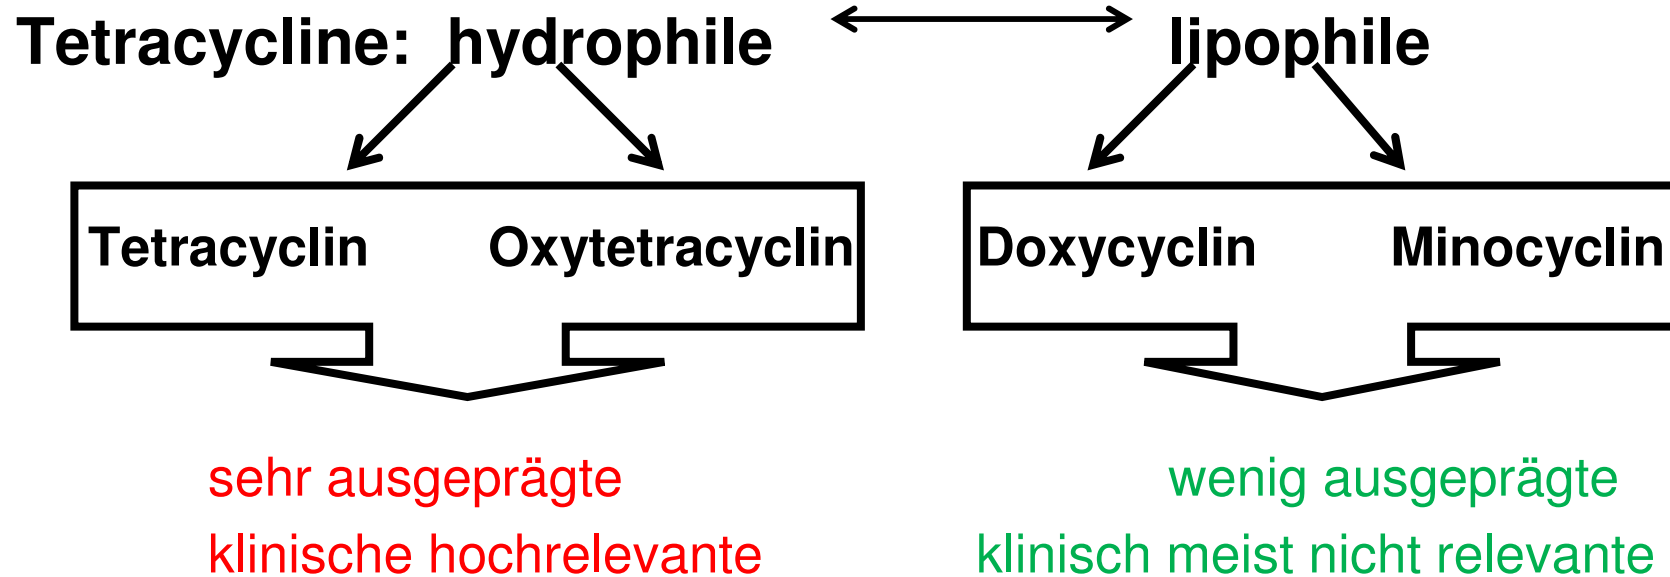 Tetracycline: hydrophile lipophile
Tetracyclin Oxytetracyclin Doxycyclin Minocyclin
sehr ausgeprägte wenig ausgeprägte
klinische hochrelevante klinisch meist nicht relevante